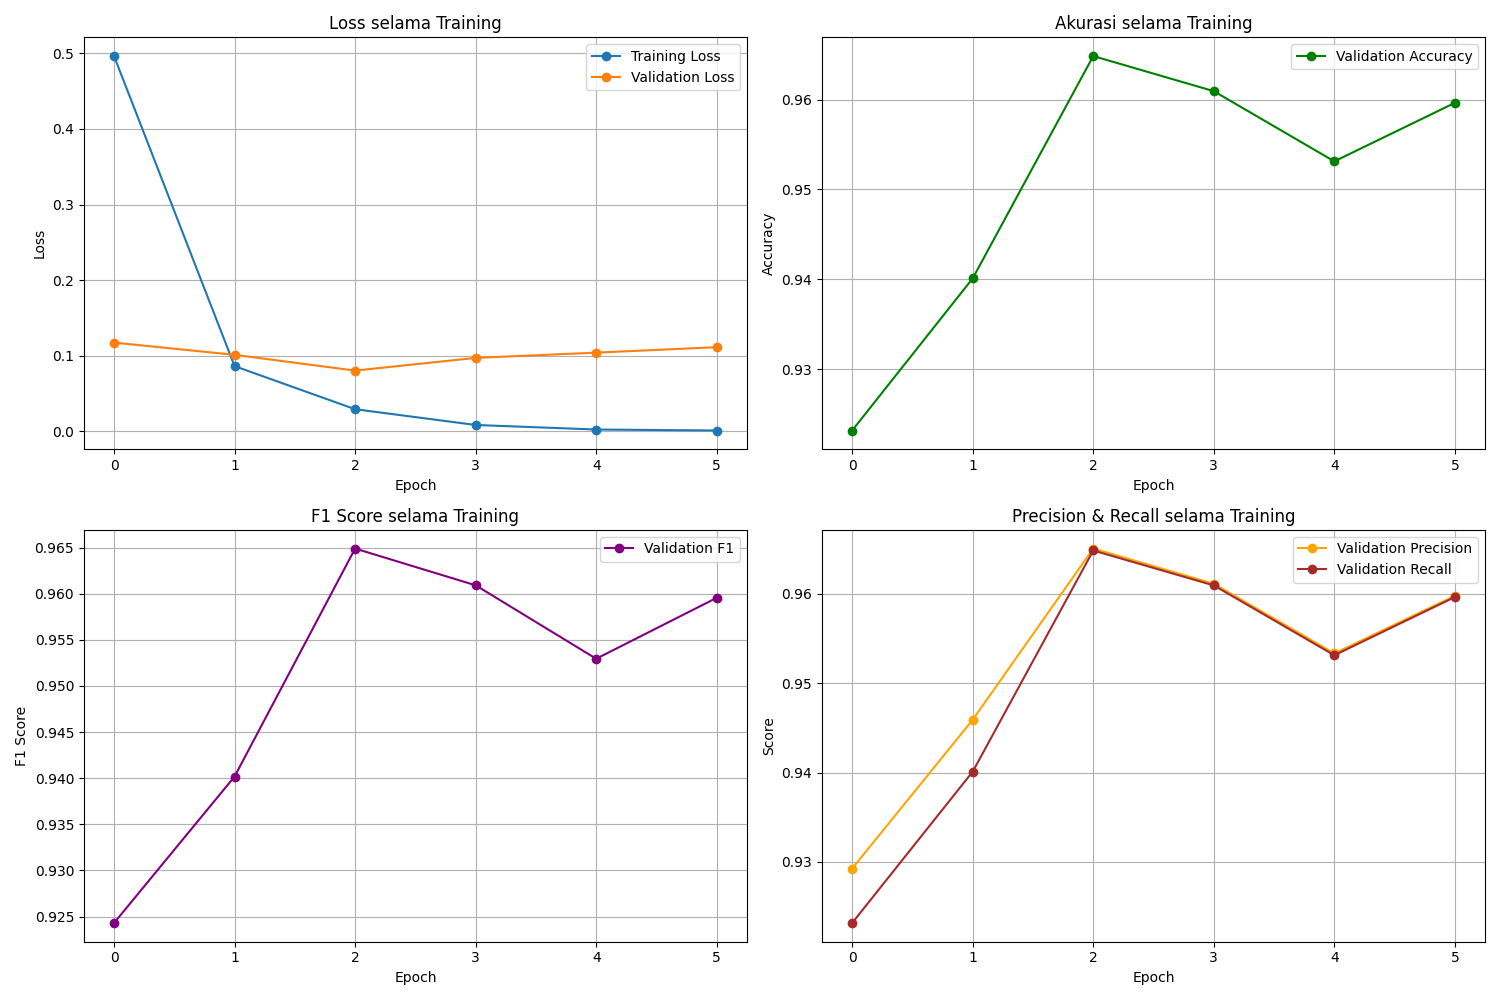 Loss selama Training
Training Loss
Validation Loss
0.5
0.4
0.3
0.2
0.1
0.0
Loss
0 1 2 3 4 5
Epoch
Akurasi selama Training
Validation Accuracy
0.96
0.95
0.94
0.93
Accuracy
0 1 2 3 4 5
Epoch
F1 Score selama Training
Validation F1
0.965
0.960
0.955
0.950
0.945
0.940
0.935
0.930
0.925
F1 Score
0 1 2 3 4 5
Epoch
Precision & Recall selama Training
Validation Precision
Validation Recall
0.96
0.95
0.94
0.93
Score
0 1 2 3 4 5
Epoch